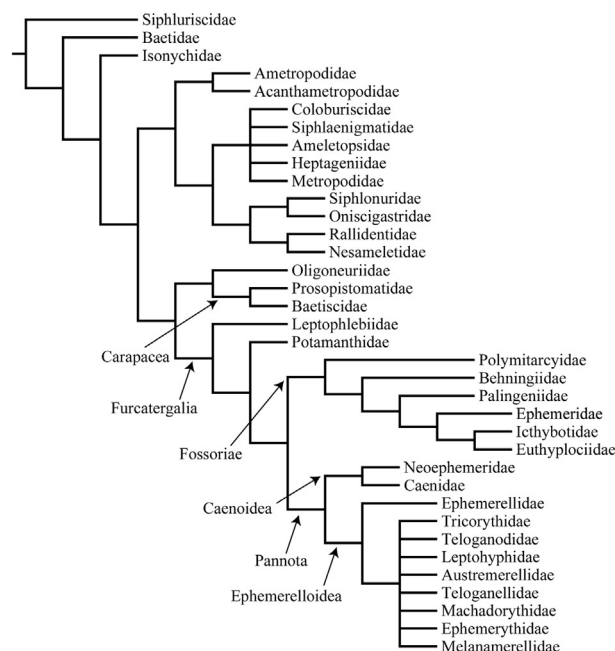 Siphluriscidae
Baetidae
Isonychidae
Ametropodidae
Acanthametropodidae
Coloburiscidae
Siphlaenigmatidae
Ameletopsidae
Heptageniidae
Metropodidae
Siphlonuridae
Oniscigastridae
Rallidentidae
Nesameletidae
Oligoneuriidae
Prosopistomatidae
Baetiscidae
Leptophlebiidae
Potamanthidae
Carapacea
Polymitarcyidae
Behningiidae
Palingeniidae
Furcatergalia
Ephemeridae
Icthybotidae
Euthyplociidae
Fossoriae
Neoephemeridae
Caenidae
Caenoidea
Ephemerellidae
Tricorythidae
Teloganodidae
Leptohyphidae
Pannota
Austremerellidae
Teloganellidae
Ephemerelloidea
Machadorythidae
Ephemerythidae
Melanamerellidae